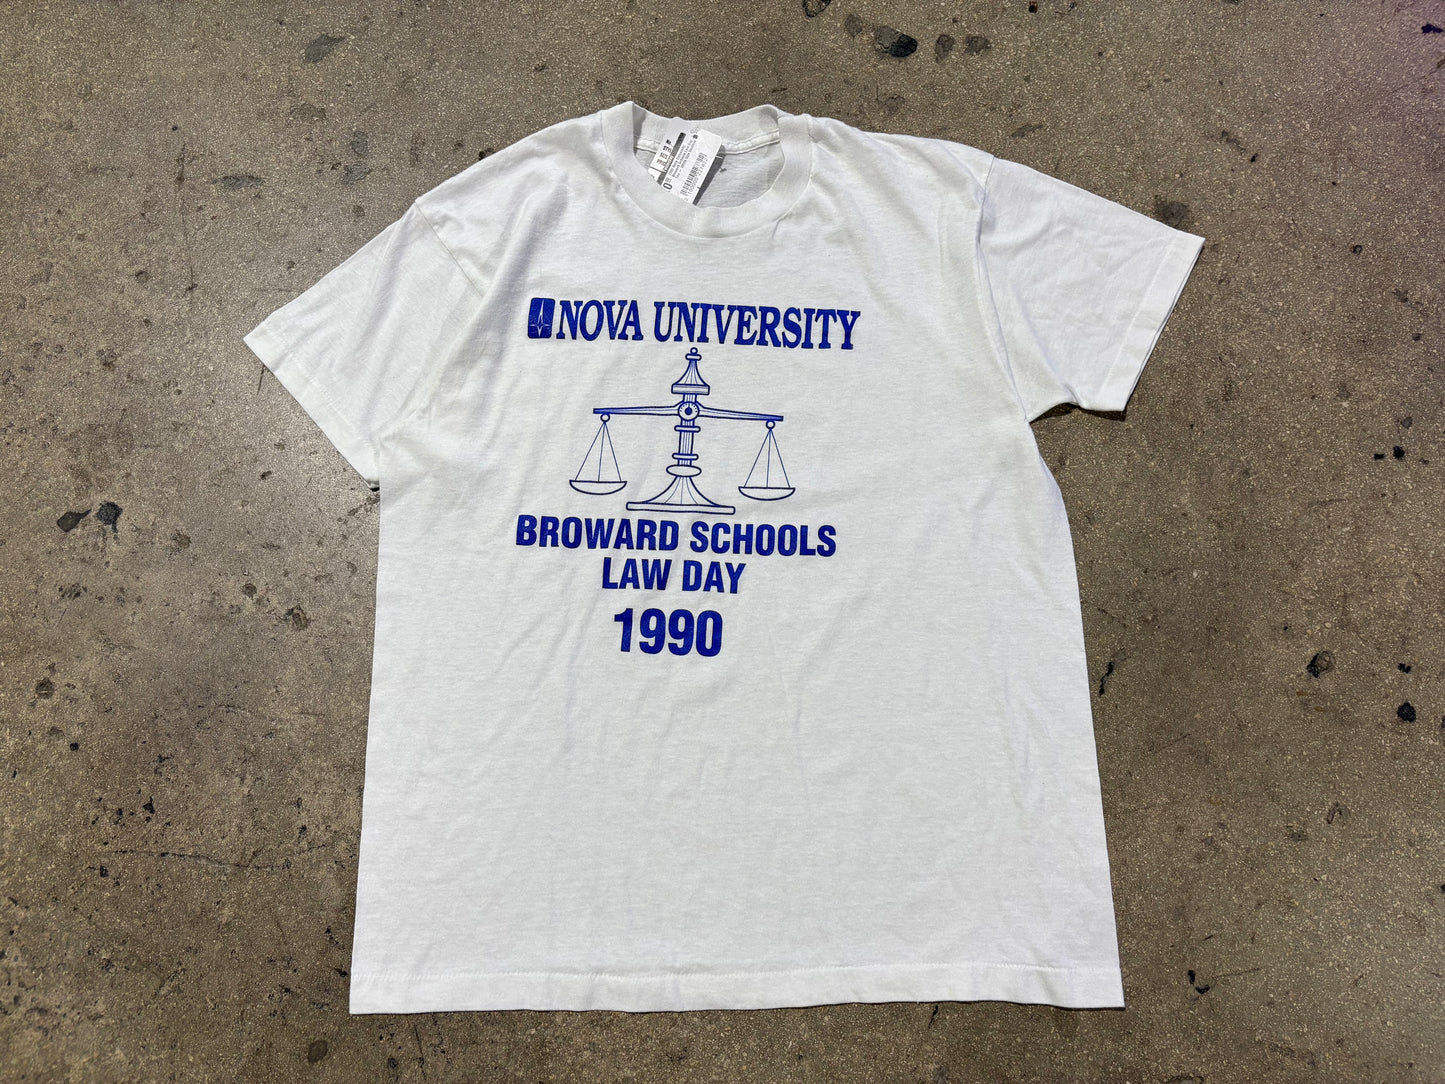 NOVA UNIVERSITY
BROWARD SCHOOLS
LAW DAY
1990